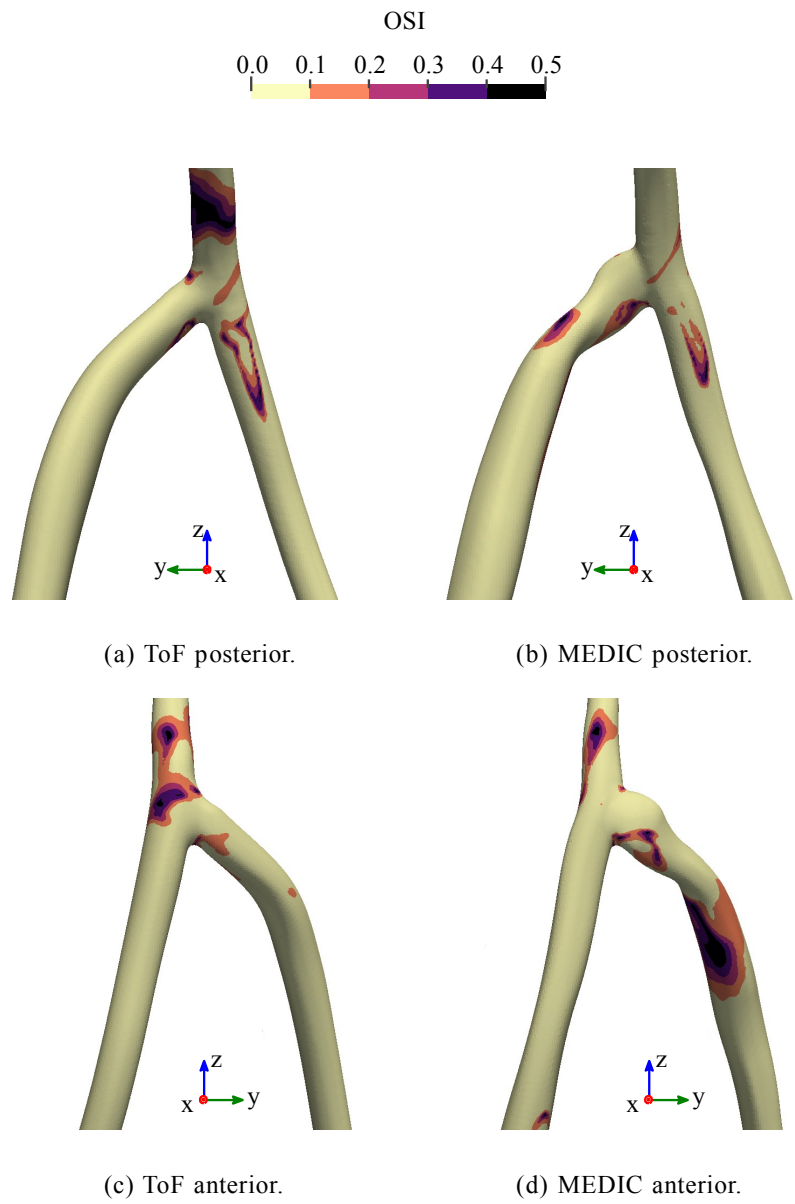 OSI
0.0 0.1 0.2 0.3 0.4 0.5
z z
y x y x
(a) ToF posterior. (b) MEDIC posterior.
z z
x y x y
(c) ToF anterior. (d) MEDIC anterior.